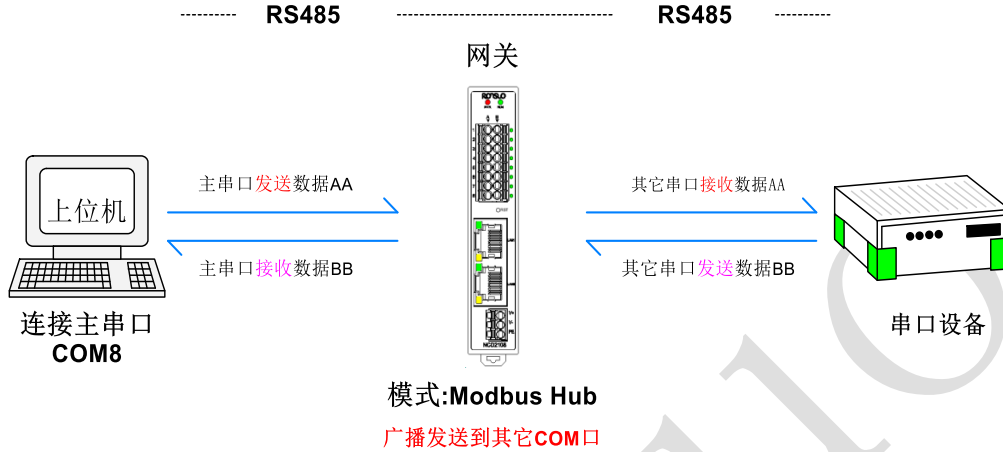 RS485
RS485
网关
RONSLO
主串口发送数据AA
其它串口接收数据AA
上位机
主串口接收数据BB
其它串口发送数据BB
连接主串口
COM8
串口设备
V+
V-
PE
NCD2108
模式:Modbus Hub
广播发送到其它COM口